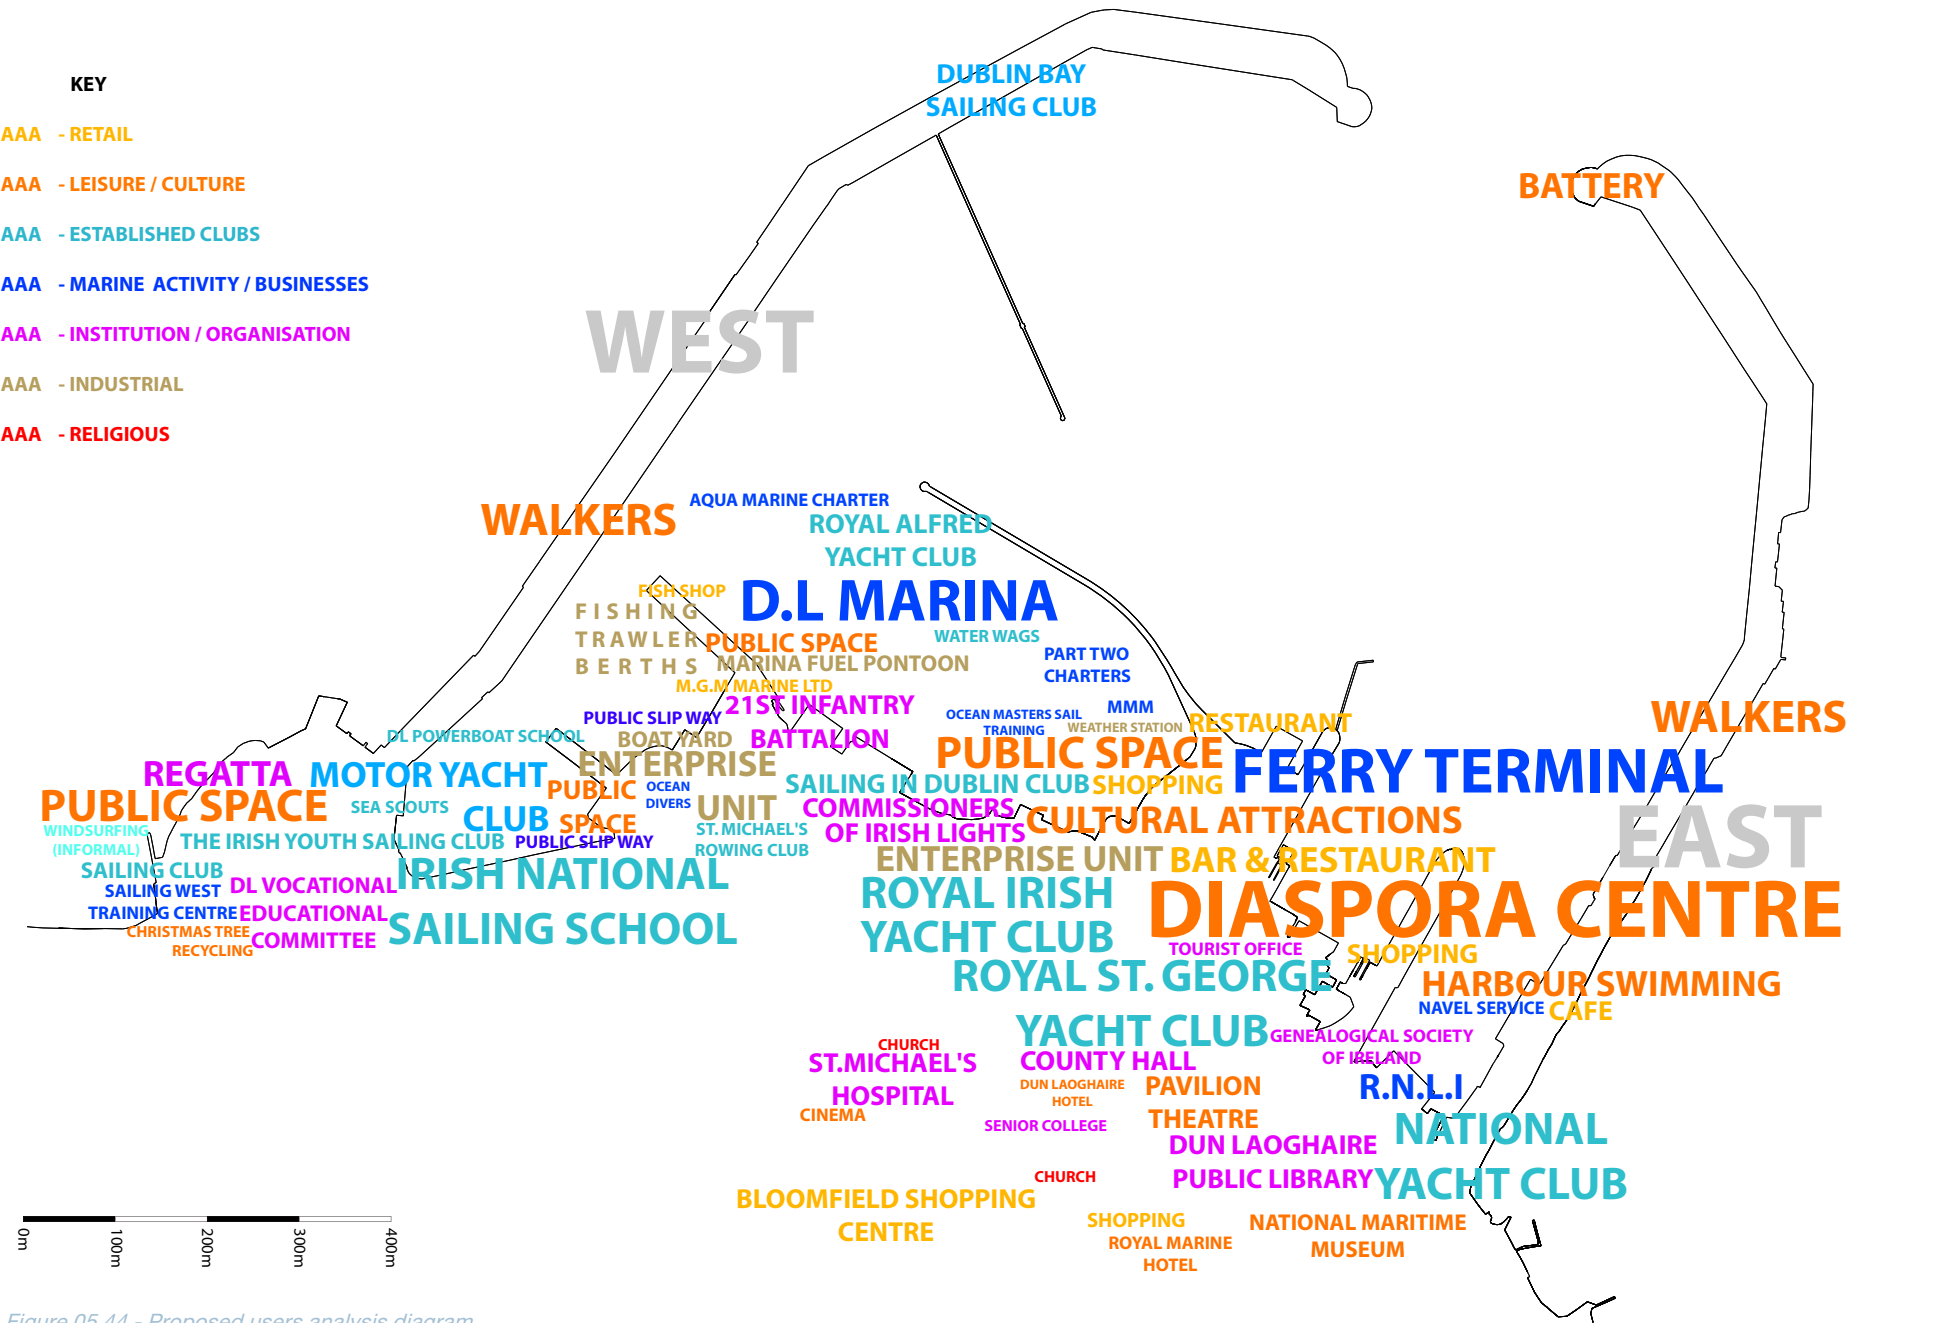 KEY
AAA - RETAIL
AAA - LEISURE / CULTURE
AAA - ESTABLISHED CLUBS
AAA - MARINE ACTIVITY / BUSINESSES
AAA - INSTITUTION / ORGANISATION
AAA - INDUSTRIAL
AAA - RELIGIOUS
DUBLIN BAY
SAILING CLUB
BATTERY
WEST
WALKERS
AQUA MARINE CHARTER
ROYAL ALFRED
YACHT CLUB
FISH SHOP
D.L MARINA
FISHING
TRAWLER
BERTHS
PUBLIC SPACE
WATER WAGS
MARINA FUEL PONTOON
PART TWO
CHARTERS
M.G.M MARINE LTD
21ST INFANTRY
BATTALION
PUBLIC SLIP WAY
OCEAN MASTERS SAIL
TRAINING
MMM
WEATHER STATION
RESTAURANT
WALKERS
DL POWERBOAT SCHOOL
BOAT YARD
PUBLIC SPACE
FERRY TERMINAL
ENTERPRISE
UNIT
REGATTA
MOTOR YACHT
CLUB
PUBLIC
SPACE
OCEAN
DIVERS
SAILING IN DUBLIN CLUB
SHOPPING
PUBLIC SPACE
SEA SCOUTS
COMMISSIONERS
OF IRISH LIGHTS
CULTURAL ATTRACTIONS
EAST
WINDSURFING
(INFORMAL)
THE IRISH YOUTH SAILING CLUB
PUBLIC SLIP WAY
ST. MICHAEL'S
ROWING CLUB
ENTERPRISE UNIT
BAR & RESTAURANT
SAILING CLUB
SAILING WEST
TRAINING CENTRE
DL VOCATIONAL
EDUCATIONAL
COMMITTEE
IRISH NATIONAL
SAILING SCHOOL
CHRISTMAS TREE
RECYCLING
ROYAL IRISH
YACHT CLUB
DIASPORA CENTRE
TOURIST OFFICE
SHOPPING
ROYAL ST. GEORGE
YACHT CLUB
HARBOUR SWIMMING
NAVEL SERVICE
CAFE
GENEALOGICAL SOCIETY
OF IRELAND
CHURCH
ST.MICHAEL'S
HOSPITAL
COUNTY HALL
DUN LAOGHAIRE
HOTEL
PAVILION
THEATRE
R.N.L.I
CINEMA
SENIOR COLLEGE
NATIONAL
YACHT CLUB
DUN LAOGHAIRE
PUBLIC LIBRARY
CHURCH
BLOOMFIELD SHOPPING
CENTRE
SHOPPING
ROYAL MARINE
HOTEL
NATIONAL MARITIME
MUSEUM
0m 100m 200m 300m 400m
Figure 05.44 - Proposed users analysis diagram